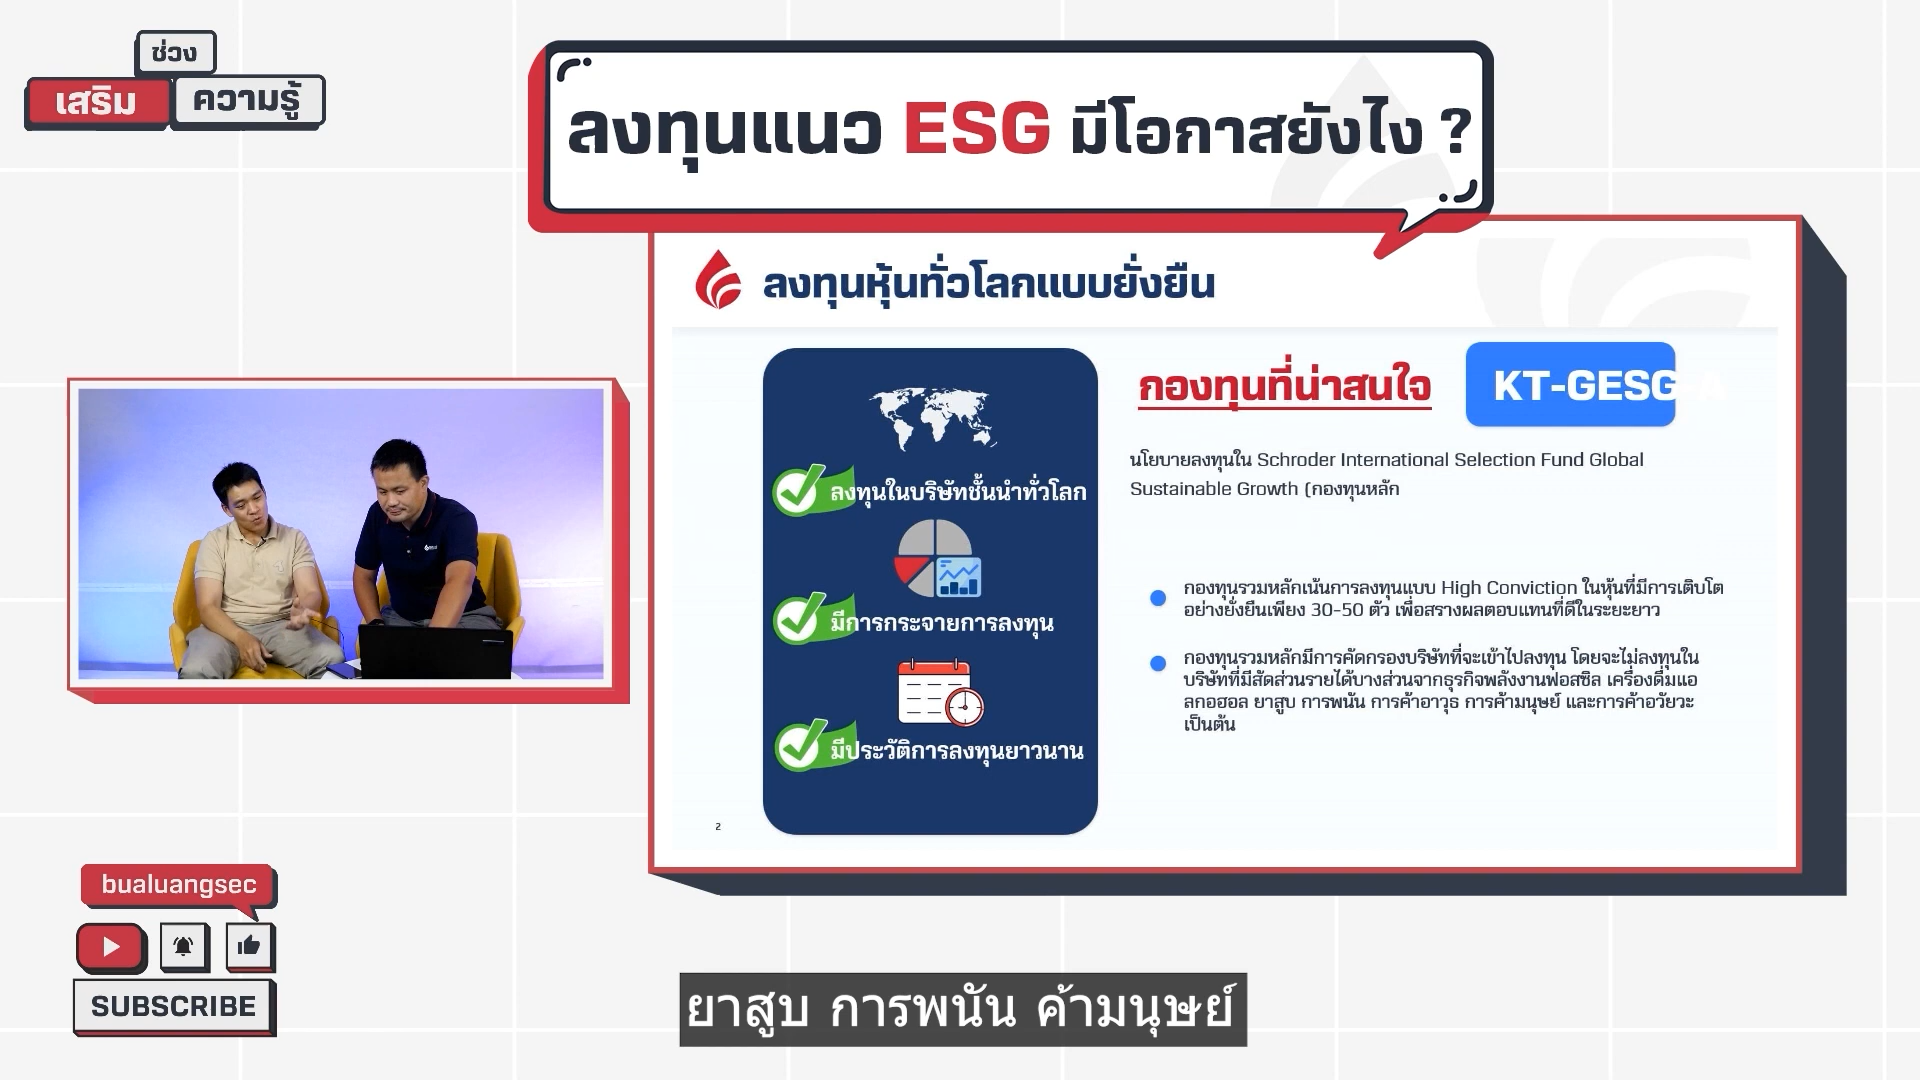 ช่วง
เสริม ความรู้
ลงทุนแนว ESG มีโอกาสยังไง ?
ลงทุนหุ้นทั่วโลกแบบยั่งยืน
ลงทุนในบริษัทชั้นนำทั่วโลก
มีการกระจายการลงทุน
มีประวัติการลงทุนยาวนาน
2
กองทุนที่น่าสนใจ
KT-GESG-A
นโยบายลงทุนใน Schroder International Selection Fund Global
Sustainable Growth (กองทุนหลัก
กองทุนรวมหลักเน้นการลงทุนแบบ High Conviction ในหุ้นที่มีการเติบโต
อย่างยั่งยืนเพียง 30-50 ตัว เพื่อสร้างผลตอบแทนที่ดีในระยะยาว
กองทุนรวมหลักมีการคัดกรองบริษัทที่จะเข้าไปลงทุน โดยจะไม่ลงทุนใน
บริษัทที่มีสัดส่วนรายได้บางส่วนจากธุรกิจพลังงานฟอสซิล เครื่องดื่มแอ
ลกอฮอล ยาสูบ การพนัน การค้าอาวุธ การค้ามนุษย์ และการค้าอวัยวะ
เป็นต้น
bualuangsec
SUBSCRIBE
ยาสูบ การพนัน ค้ามนุษย์